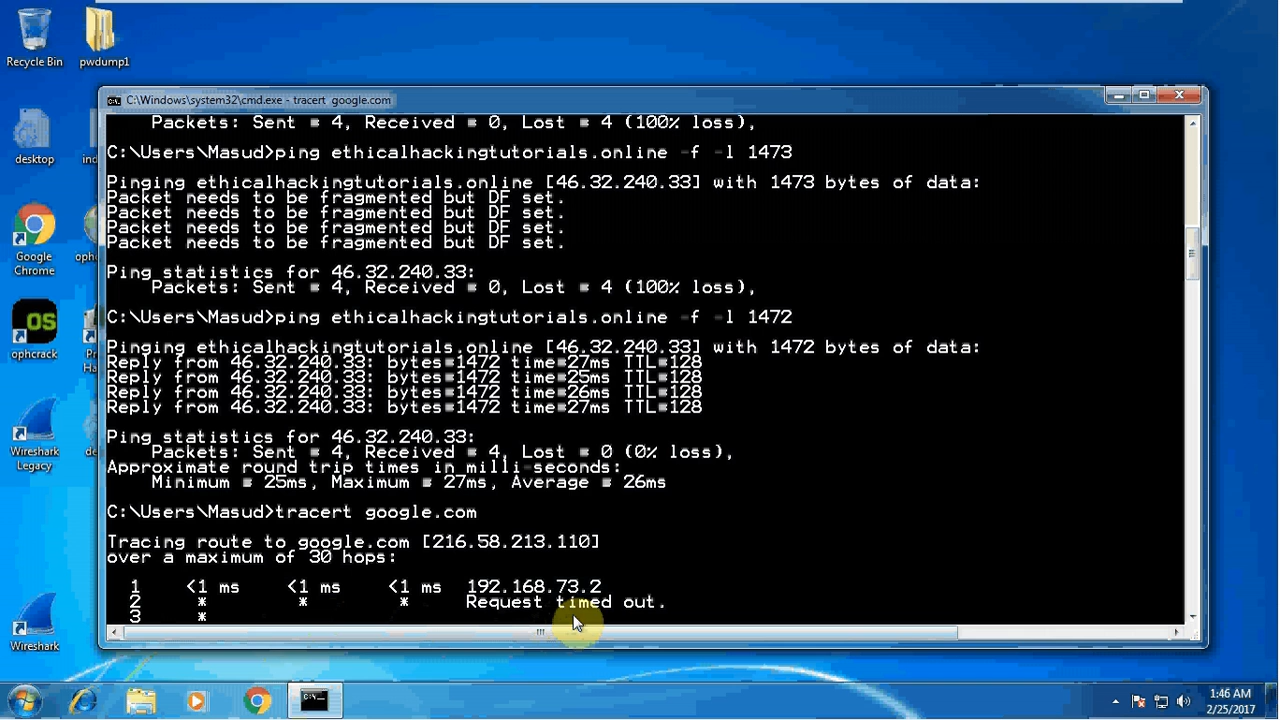 Recycle Bin
pwdump1
desktop
ind
Google
Chrome
oph
ophcrack
Pr
Ha
Wireshark
Legacy
de
Wireshark
C:\Windows\system32\cmd.exe - tracert google.com
Packets: Sent = 4, Received = 0, Lost = 4 (100% loss),
C:\Users\Masud>ping ethicalhackingtutorials.online -f -l 1473
Pinging ethicalhackingtutorials.online [46.32.240.33] with 1473 bytes of data:
Packet needs to be fragmented but DF set.
Packet needs to be fragmented but DF set.
Packet needs to be fragmented but DF set.
Packet needs to be fragmented but DF set.
Ping statistics for 46.32.240.33:
Packets: Sent = 4, Received = 0, Lost = 4 (100% loss),
C:\Users\Masud>ping ethicalhackingtutorials.online -f -l 1472
Pinging ethicalhackingtutorials.online [46.32.240.33] with 1472 bytes of data:
Reply from 46.32.240.33: bytes=1472 time=27ms TTL=128
Reply from 46.32.240.33: bytes=1472 time=25ms TTL=128
Reply from 46.32.240.33: bytes=1472 time=26ms TTL=128
Reply from 46.32.240.33: bytes=1472 time=27ms TTL=128
Ping statistics for 46.32.240.33:
Packets: Sent = 4, Received = 4, Lost = 0 (0% loss),
Approximate round trip times in milli-seconds:
Minimum = 25ms, Maximum = 27ms, Average = 26ms
C:\Users\Masud>tracert google.com
Tracing route to google.com [216.58.213.110]
over a maximum of 30 hops:
1 <1 ms <1 ms <1 ms 192.168.73.2
2 * * * Request timed out.
3 *
1:46 AM
2/25/2017